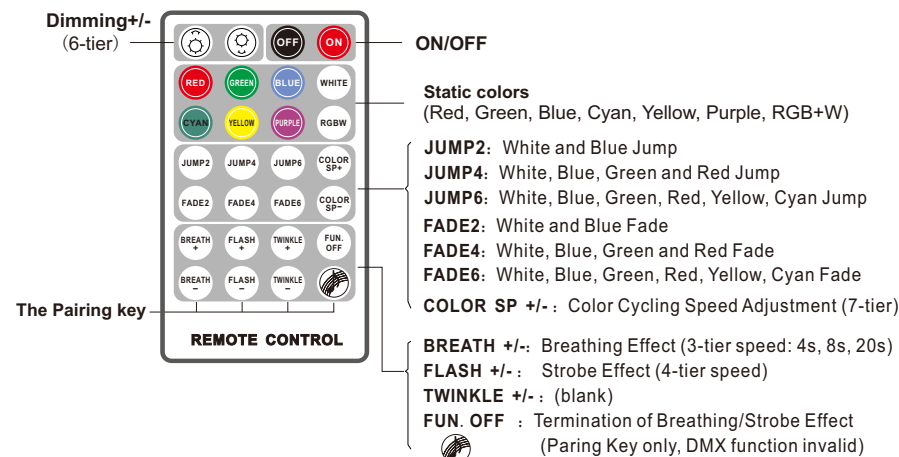 Dimming+/-
(6-tier)
OFF
ON
ON/OFF
RED
GREEN
BLUE
WHITE
CYAN
YELLOW
PURPLE
RGBW
Static colors
(Red, Green, Blue, Cyan, Yellow, Purple, RGB+W)
JUMP2
JUMP4
JUMP6
COLOR
SP+
FADE2
FADE4
FADE6
COLOR
SP−
JUMP2: White and Blue Jump
JUMP4: White, Blue, Green and Red Jump
JUMP6: White, Blue, Green, Red, Yellow, Cyan Jump
FADE2: White and Blue Fade
FADE4: White, Blue, Green and Red Fade
FADE6: White, Blue, Green, Red, Yellow, Cyan Fade
COLOR SP +/- : Color Cycling Speed Adjustment (7-tier)
BREATH
+
FLASH
+
TWINKLE
+
FUN.
OFF
BREATH
−
FLASH
−
TWINKLE
−
The Pairing key
REMOTE CONTROL
BREATH +/-: Breathing Effect (3-tier speed: 4s, 8s, 20s)
FLASH +/- : Strobe Effect (4-tier speed)
TWINKLE +/- : (blank)
FUN. OFF : Termination of Breathing/Strobe Effect
(Paring Key only, DMX function invalid)